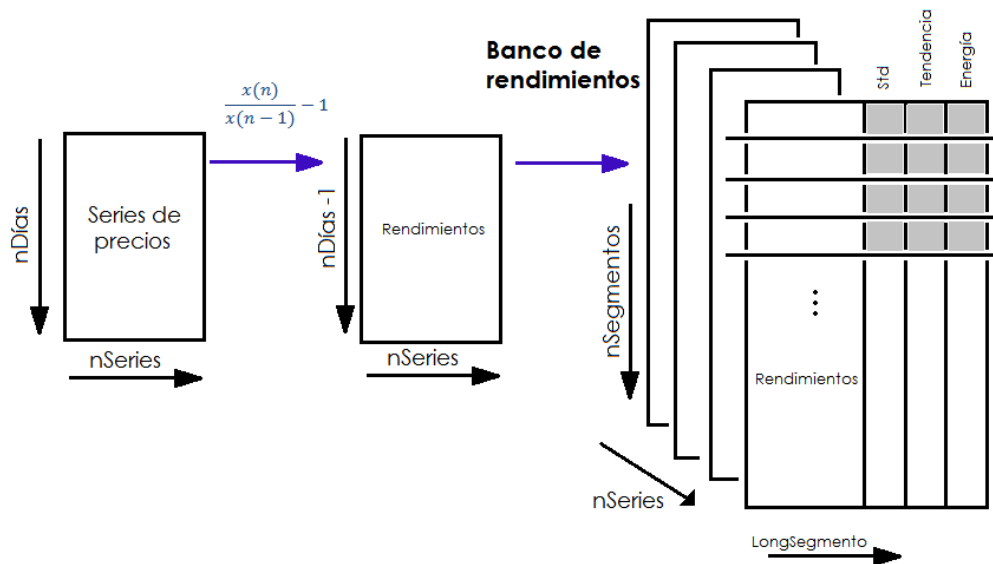 Banco de
rendimientos
Std
Tendencia
Energía
x(n)
x(n − 1)
− 1
nDías
Series de
precios
nSeries
nDías -1
Rendimientos
nSeries
nSegmentos
nSeries
⋮
Rendimientos
LongSegmento